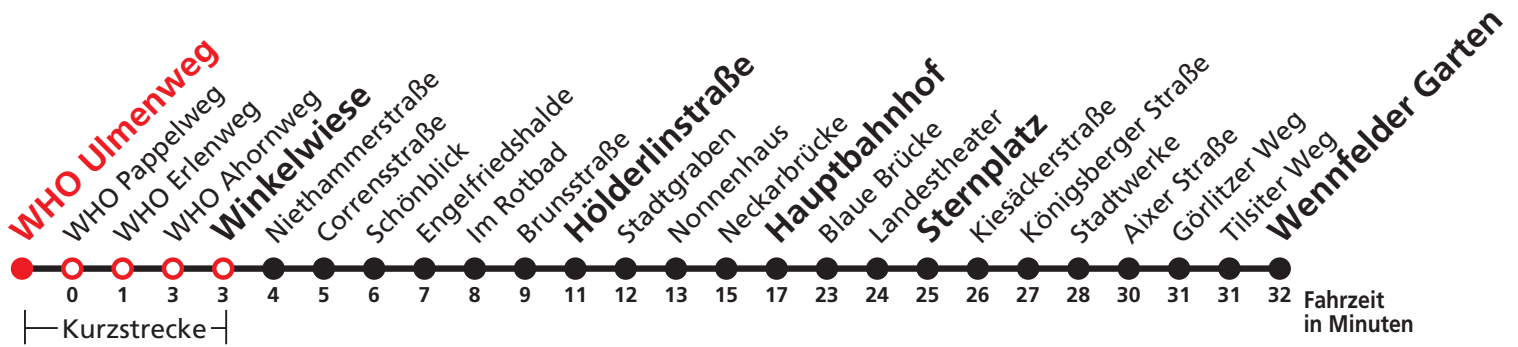 WHO Ulmenweg
WHO Pappelweg
WHO Erlenweg
WHO Ahornweg
Winkelwiese
Niethammerstraße
Corrensstraße
Schönblick
Engelfriedshalde
Im Rotbad
Brunsstraße
Hölderlinstraße
Stadtgraben
Nonnenhaus
Neckarbrücke
Hauptbahnhof
Blaue Brücke
Landestheater
Sternplatz
Kiesäckerstraße
Königsberger Straße
Stadtwerke
Aixer Straße
Görlitzer Weg
Tilsiter Weg
Wennfelder Garten
0 1 3 3 4 5 6 7 8 9 11 12 13 15 17 23 24 25 26 27 28 30 31 31 32
Fahrzeit
in Minuten
Kurzstrecke